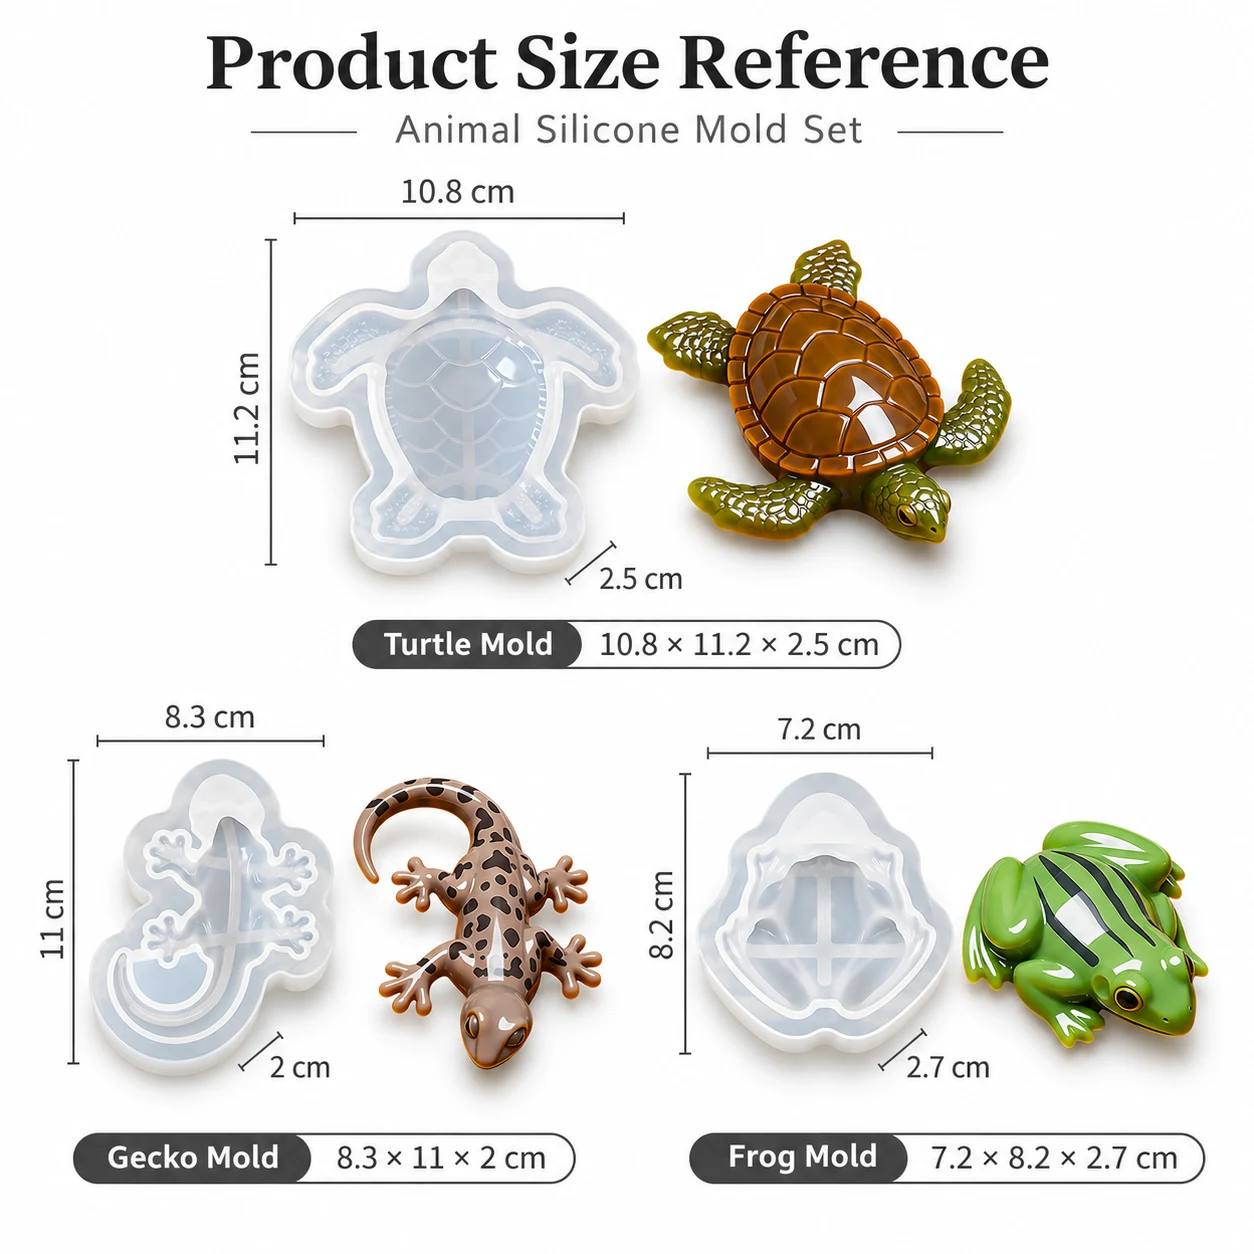 Product Size Reference
Animal Silicone Mold Set
10.8 cm
11.2 cm
2.5 cm
Turtle Mold 10.8 × 11.2 × 2.5 cm
8.3 cm
11 cm
2 cm
Gecko Mold 8.3 × 11 × 2 cm
7.2 cm
8.2 cm
2.7 cm
Frog Mold 7.2 × 8.2 × 2.7 cm